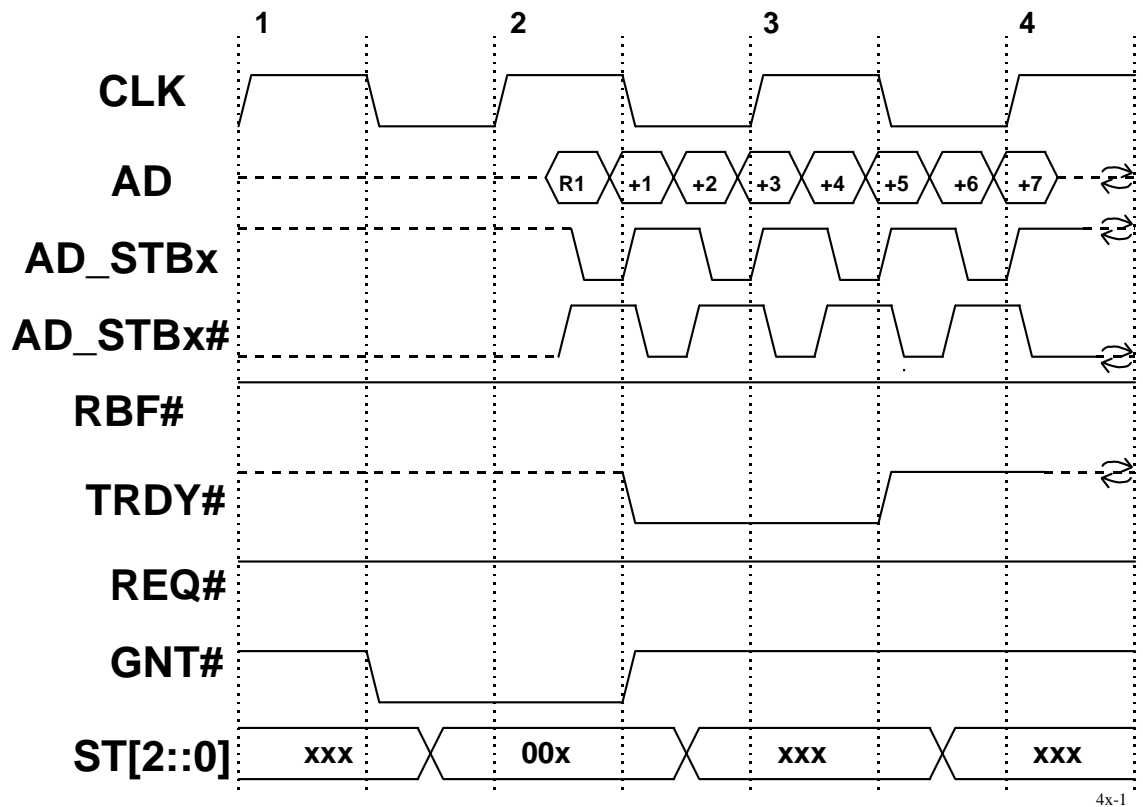 1 2 3 4
CLK
AD R1 +1 +2 +3 +4 +5 +6 +7
AD_STBx
AD_STBx#
RBF#
TRDY#
REQ#
GNT#
ST[2::0] xxx 00x xxx xxx
4x-1